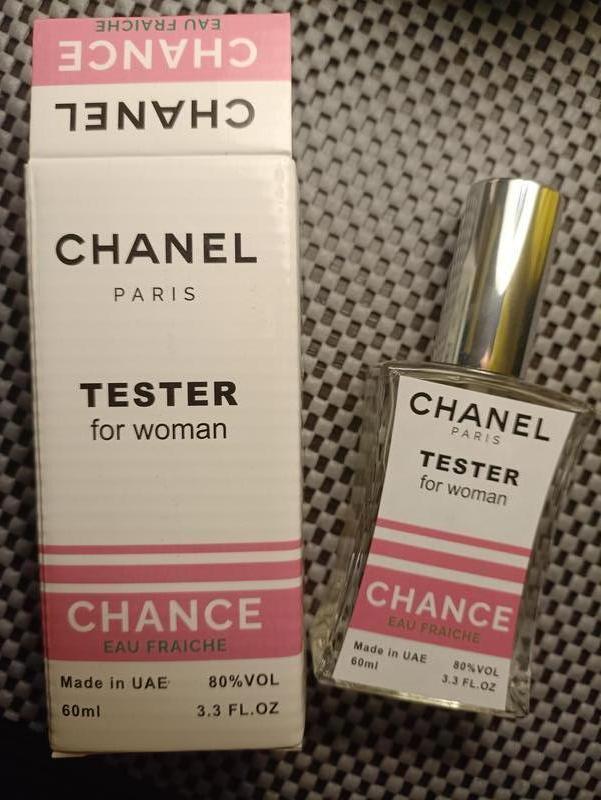 EAU FRAICHE
CHANCE
CHANEL
CHANEL
PARIS
TESTER
for woman
CHANCE
EAU FRAICHE
Made in UAE 80%VOL
60ml 3.3 FL.OZ
CHANEL
PARIS
TESTER
for woman
CHANCE
EAU FRAICHE
Made in UAE 80%VOL
60ml 3.3 FL.OZ